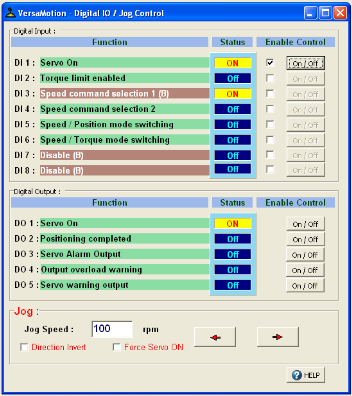 VersaMotion - Digital IO / Jog Control
Digital Input :
Function Status Enable Control
DI 1 : Servo On ON On / Off
DI 2 : Torque limit enabled Off On / Off
DI 3 : Speed command selection 1 (B) ON On / Off
DI 4 : Speed command selection 2 Off On / Off
DI 5 : Speed / Position mode switching Off On / Off
DI 6 : Speed / Torque mode switching Off On / Off
DI 7 : Disable (B) Off On / Off
DI 8 : Disable (B) Off On / Off
Digital Output :
Function Status Enable Control
DO 1 : Servo On ON On / Off
DO 2 : Positioning completed Off On / Off
DO 3 : Servo Alarm Output Off On / Off
DO 4 : Output overload warning Off On / Off
DO 5 : Servo warning output Off On / Off
Jog :
Jog Speed : 100 rpm
Direction Invert Force Servo ON
HELP